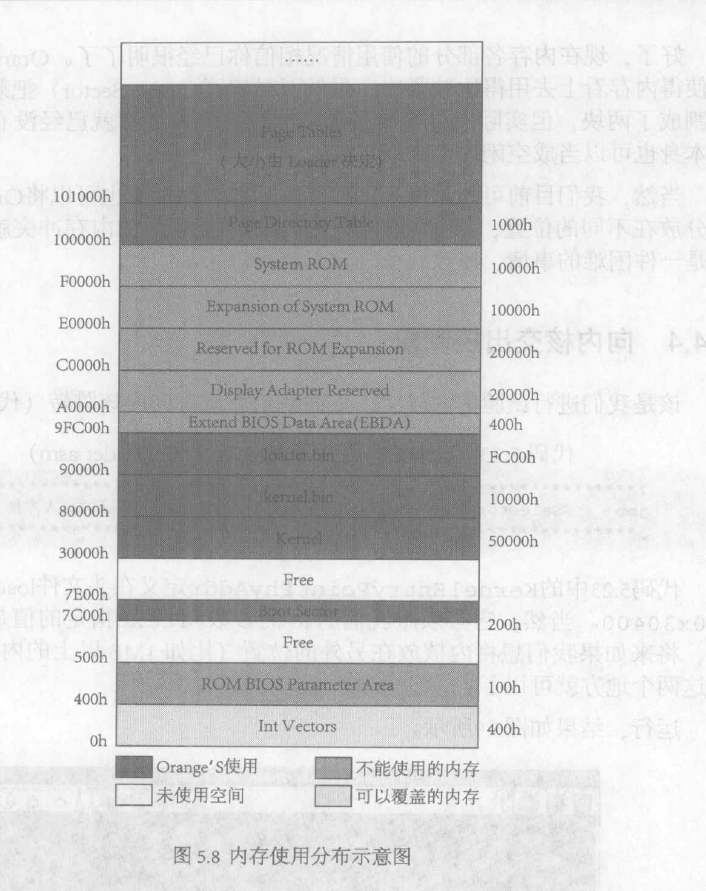 ......
Page Tables
(大小由 Loader 决定)
101000h
Page Directory Table 1000h
100000h
System ROM 10000h
F0000h
Expansion of System ROM 10000h
E0000h
Reserved for ROM Expansion 20000h
C0000h
Display Adapter Reserved 20000h
A0000h
Extend BIOS Data Area(EBDA) 400h
9FC00h
loader.bin FC00h
90000h
kernel.bin 10000h
80000h
Kernel 50000h
30000h
Free
7E00h
Boot Sector 200h
7C00h
Free
500h
ROM BIOS Parameter Area 100h
400h
Int Vectors 400h
0h
Orange'S使用 不能使用的内存
未使用空间 可以覆盖的内存
图 5.8 内存使用分布示意图